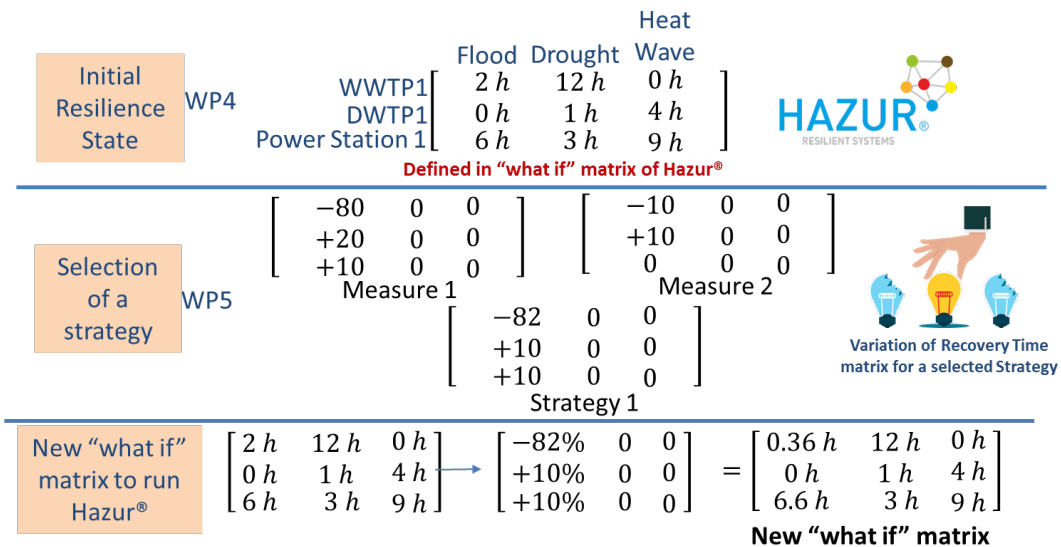 Initial
Resilience
State
WP4
Flood Drought Heat
Wave
WWTP1 [ 2 h 12 h 0 h ]
DWTP1 [ 0 h 1 h 4 h ]
Power Station 1 [ 6 h 3 h 9 h ]
Defined in “what if” matrix of Hazur®
HAZUR®
RESILIENT SYSTEMS
Selection
of a
strategy
WP5
[ −80 0 0 ]
[ +20 0 0 ]
[ +10 0 0 ]
Measure 1
[ −10 0 0 ]
[ +10 0 0 ]
[ 0 0 0 ]
Measure 2
[ −82 0 0 ]
[ +10 0 0 ]
[ +10 0 0 ]
Strategy 1
Variation of Recovery Time
matrix for a selected Strategy
New “what if”
matrix to run
Hazur®
[ 2 h 12 h 0 h ] → [ −82% 0 0 ] = [ 0.36 h 12 h 0 h ]
[ 0 h 1 h 4 h ] [ +10% 0 0 ] [ 0 h 1 h 4 h ]
[ 6 h 3 h 9 h ] [ +10% 0 0 ] [ 6.6 h 3 h 9 h ]
New “what if” matrix